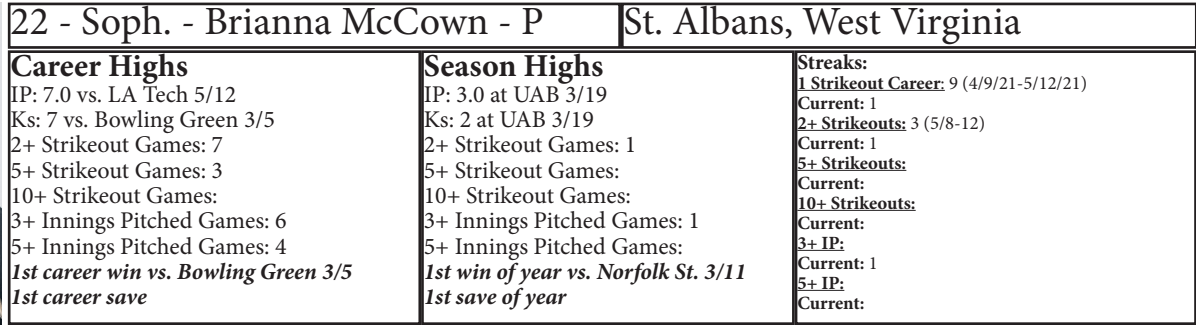 22 - Soph. - Brianna McCown - P
St. Albans, West Virginia
Career Highs
IP: 7.0 vs. LA Tech 5/12
Ks: 7 vs. Bowling Green 3/5
2+ Strikeout Games: 7
5+ Strikeout Games: 3
10+ Strikeout Games:
3+ Innings Pitched Games: 6
5+ Innings Pitched Games: 4
1st career win vs. Bowling Green 3/5
1st career save
Season Highs
IP: 3.0 at UAB 3/19
Ks: 2 at UAB 3/19
2+ Strikeout Games: 1
5+ Strikeout Games:
10+ Strikeout Games:
3+ Innings Pitched Games: 1
5+ Innings Pitched Games:
1st win of year vs. Norfolk St. 3/11
1st save of year
Streaks:
1 Strikeout Career: 9 (4/9/21-5/12/21)
Current: 1
2+ Strikeouts: 3 (5/8-12)
Current: 1
5+ Strikeouts:
Current:
10+ Strikeouts:
Current:
3+ IP:
Current: 1
5+ IP:
Current: